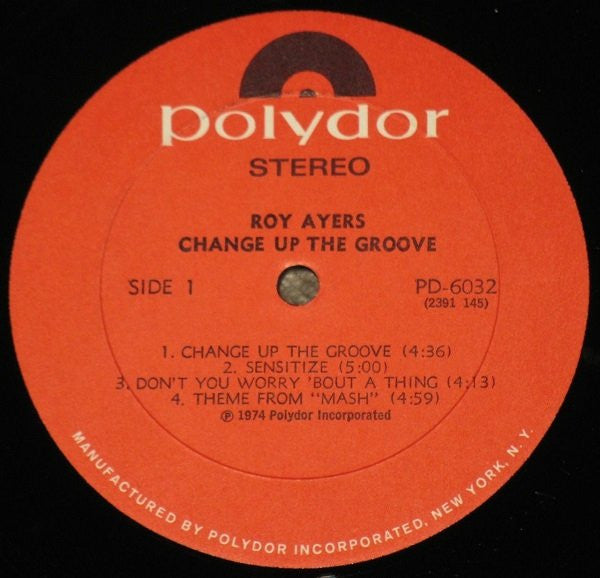 polydor
STEREO
ROY AYERS
CHANGE UP THE GROOVE
SIDE 1
PD-6032
(2391 145)
1. CHANGE UP THE GROOVE (4:36)
2. SENSITIZE (5:00)
3. DON'T YOU WORRY 'BOUT A THING (4:13)
4. THEME FROM "MASH" (4:59)
℗ 1974 Polydor Incorporated
MANUFACTURED BY POLYDOR INCORPORATED, NEW YORK, N. Y.